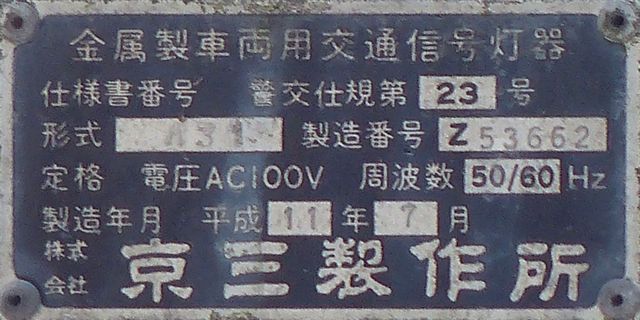 金属製車両用交通信号灯器
仕様書番号 警交仕規第 23 号
形式 製造番号 Z53662
定格 電圧AC100V 周波数 50/60 Hz
製造年月 平成 11 年 7 月
株式会社 京三製作所